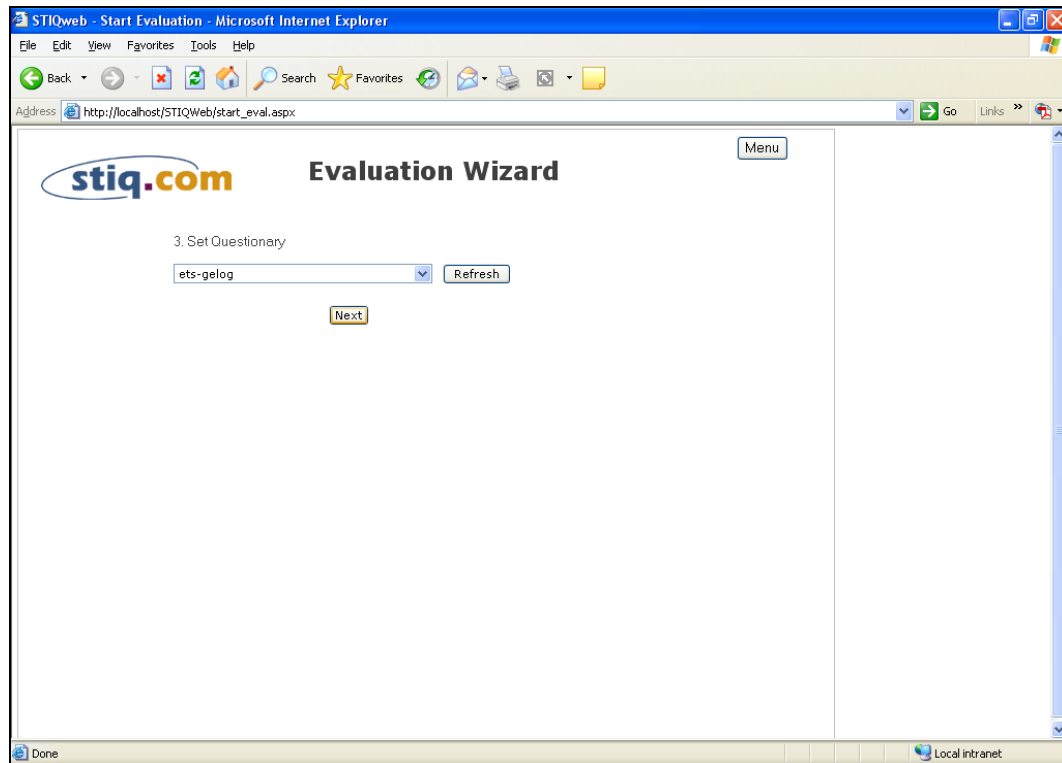 STIQweb - Start Evaluation - Microsoft Internet Explorer
File Edit View Favorites Tools Help
Back Search Favorites
Address http://localhost/STIQWeb/start_eval.aspx Go Links »
Menu
stiq.com Evaluation Wizard
3. Set Questionary
ets-gelog Refresh
Next
Done Local intranet